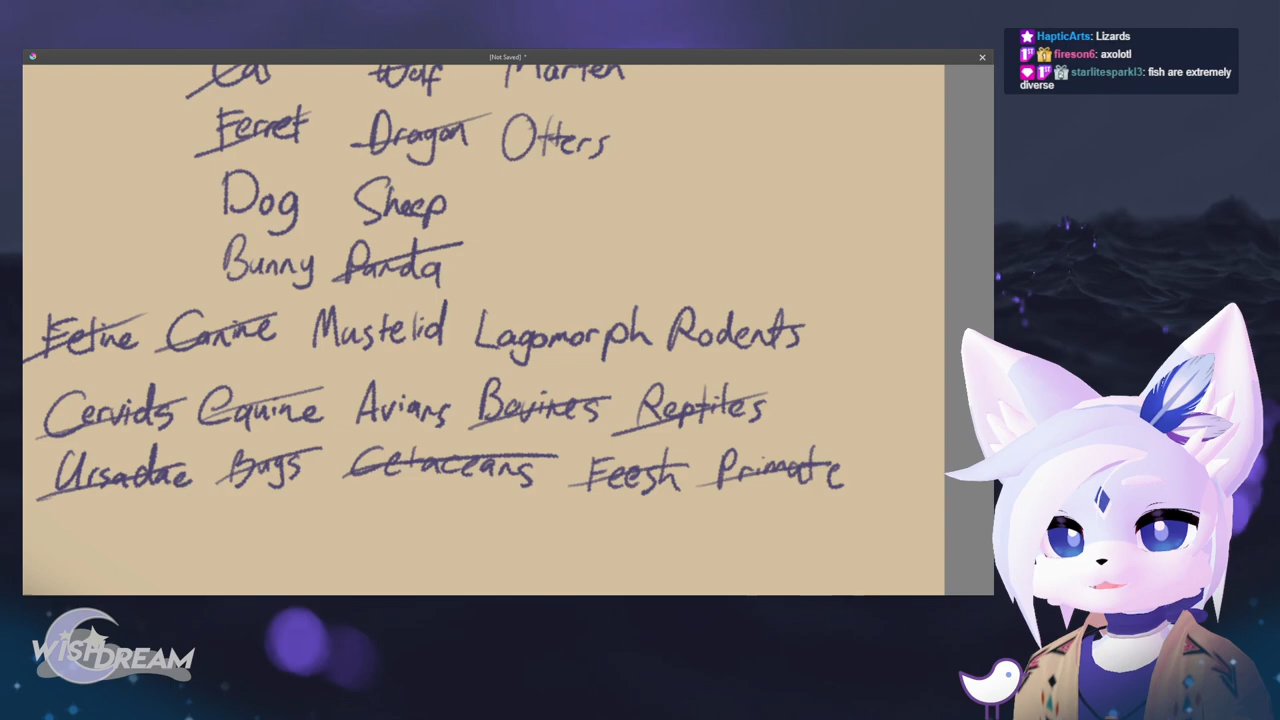 [Not Saved] *
HapticArts: Lizards
fireson6: axolotl
starlitesparkl3: fish are extremely
diverse
Wolf Marten
Ferret Dragon Otters
Dog Sheep
Bunny Panda
Feline Canine Mustelid Lagomorph Rodents
Cervids Equine Avians Bovines Reptiles
Ursadae Bugs Cetaceans Feesh Primate
WISHDREAM